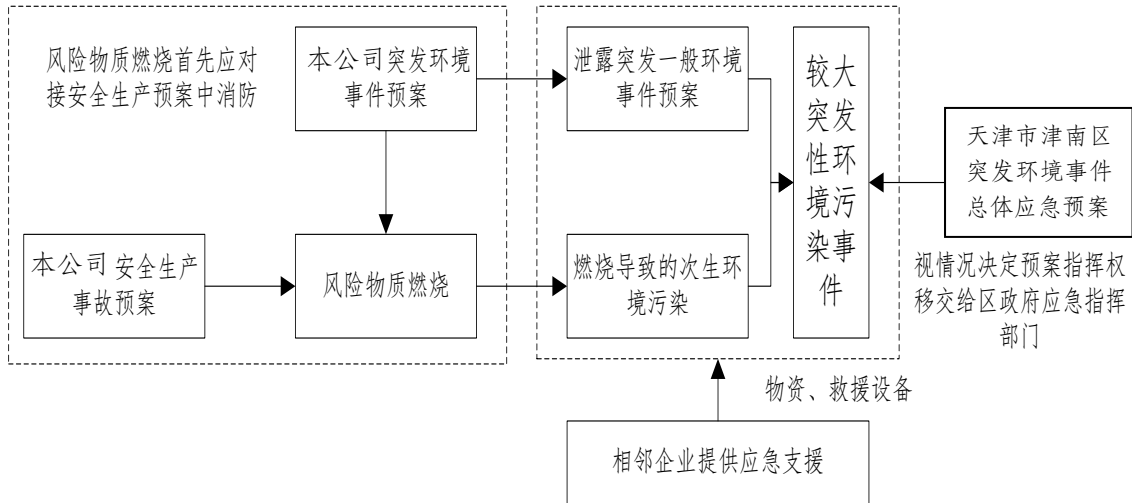 风险物质燃烧首先应对
接安全生产预案中消防
本公司突发环境
事件预案
泄露突发一般环境
事件预案
较大
突发
性环
境污
染事
件
天津市津南区
突发环境事件
总体应急预案
本公司安全生产
事故预案
风险物质燃烧
燃烧导致的次生环
境污染
视情况决定预案指挥权
移交给区政府应急指挥
部门
物资、救援设备
相邻企业提供应急支援